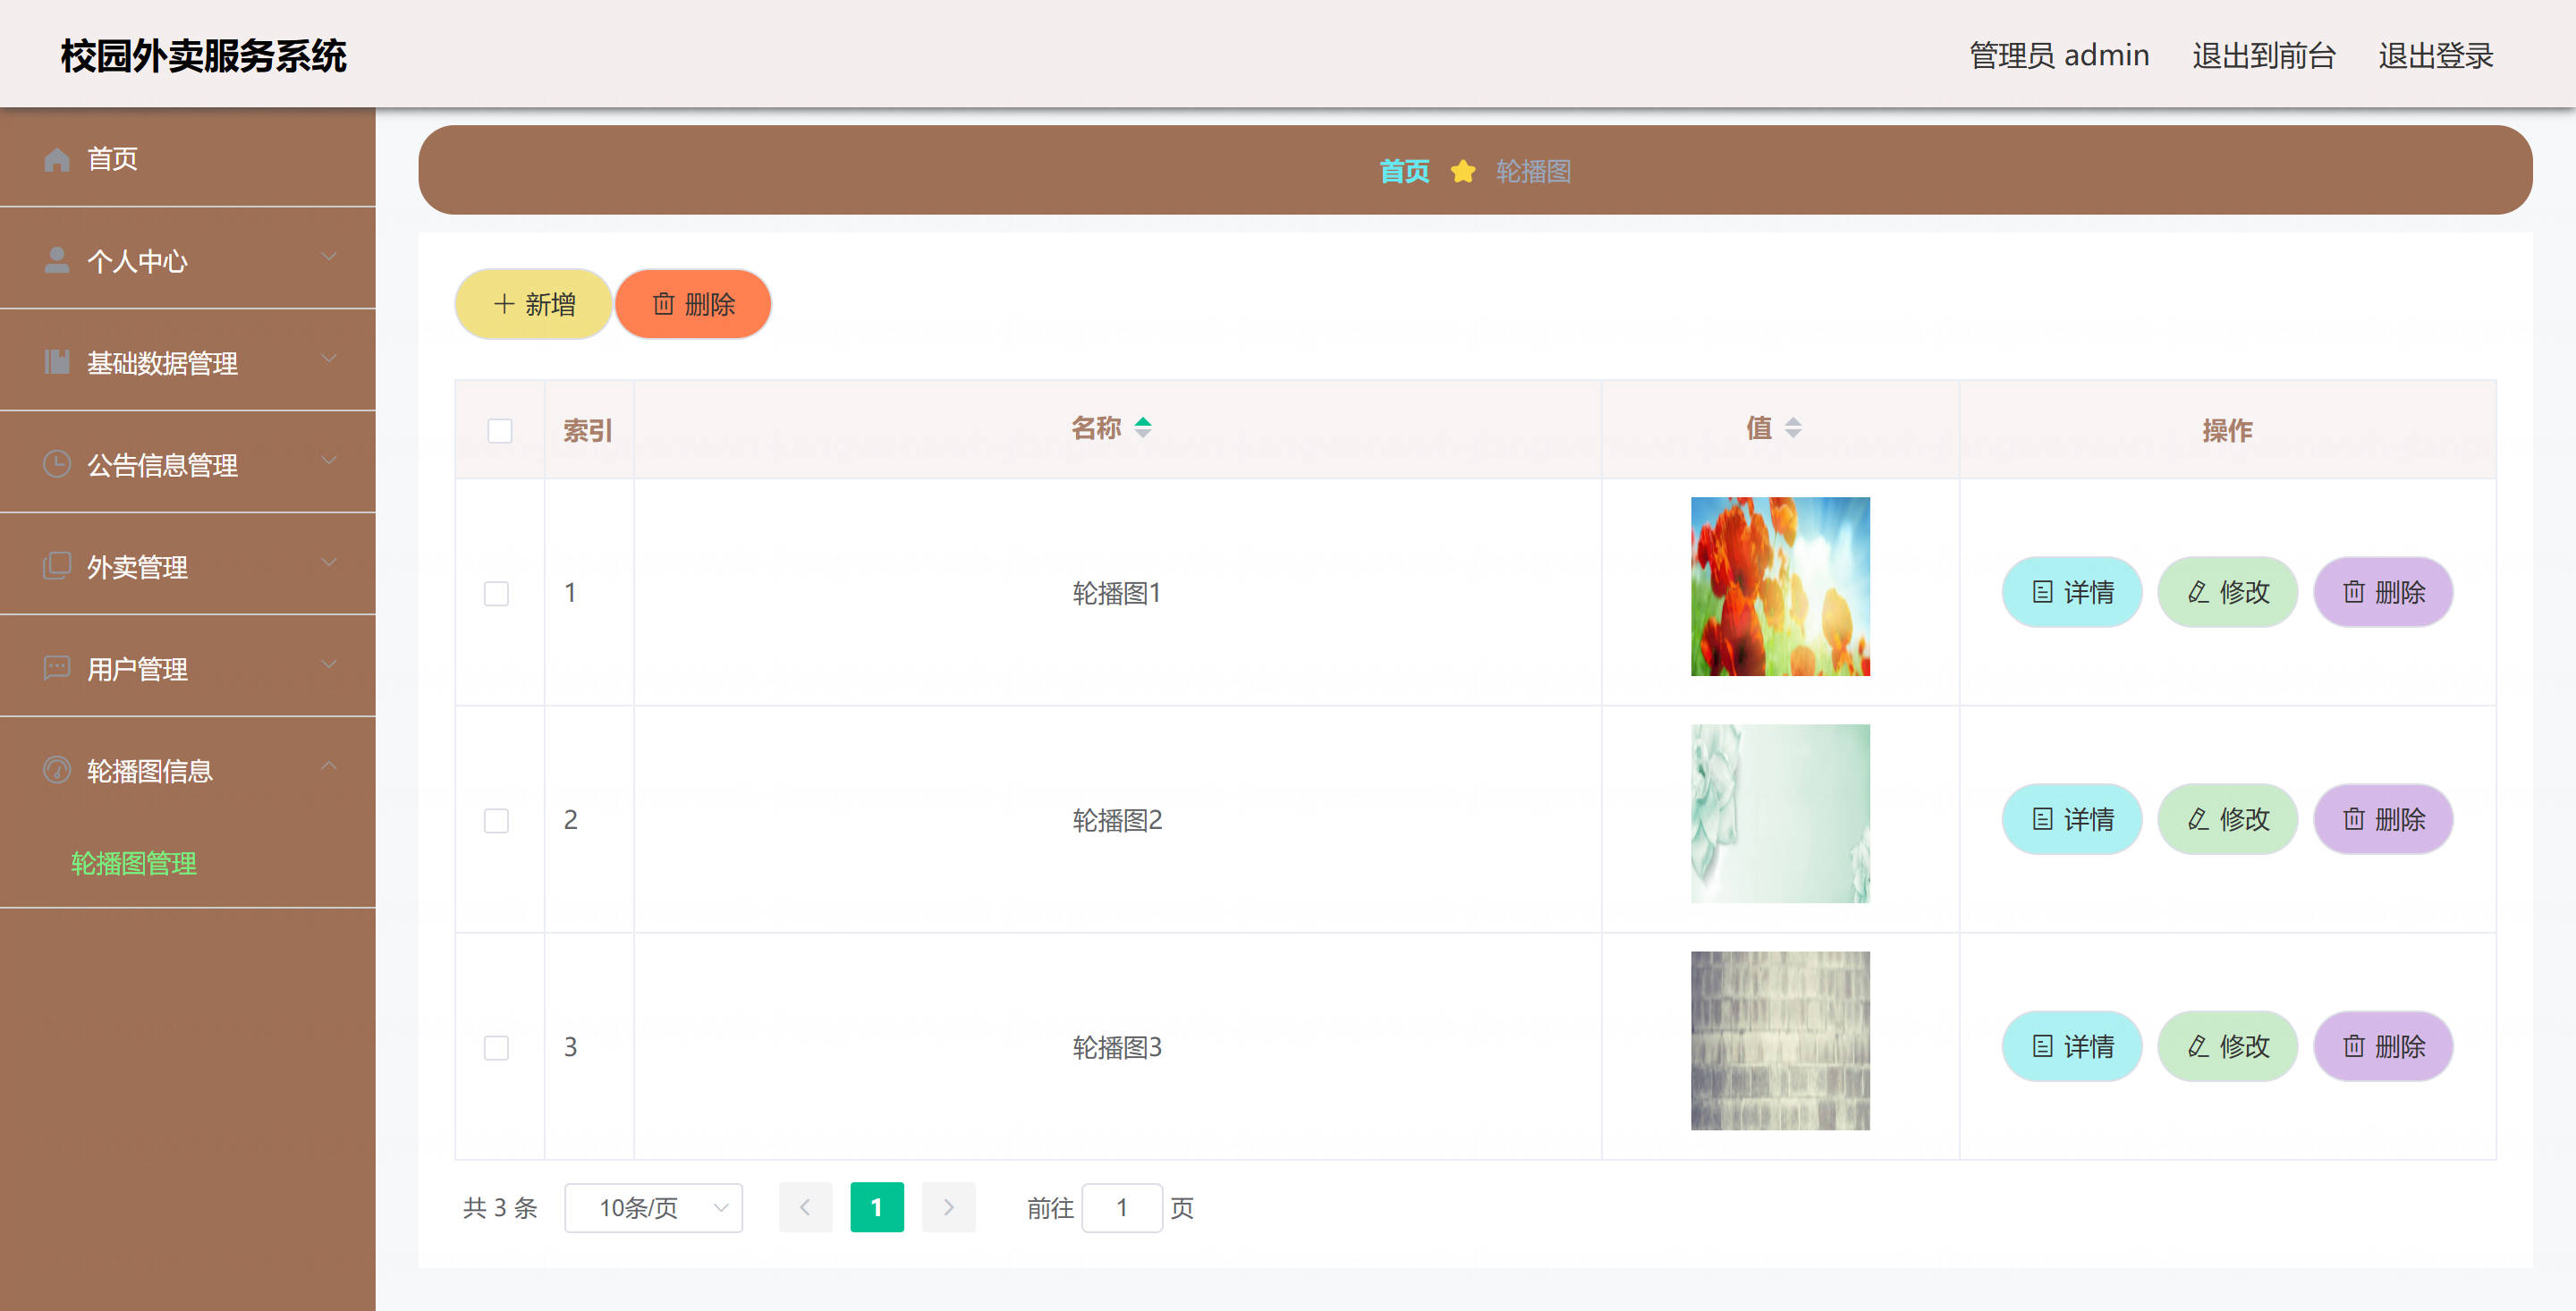 校园外卖服务系统
管理员 admin 退出到前台 退出登录
首页
个人中心
基础数据管理
公告信息管理
外卖管理
用户管理
轮播图信息
轮播图管理
首页 轮播图
新增 删除
索引 名称 值 操作
1 轮播图1 详情 修改 删除
2 轮播图2 详情 修改 删除
3 轮播图3 详情 修改 删除
共 3 条 10条/页 1 前往 1 页